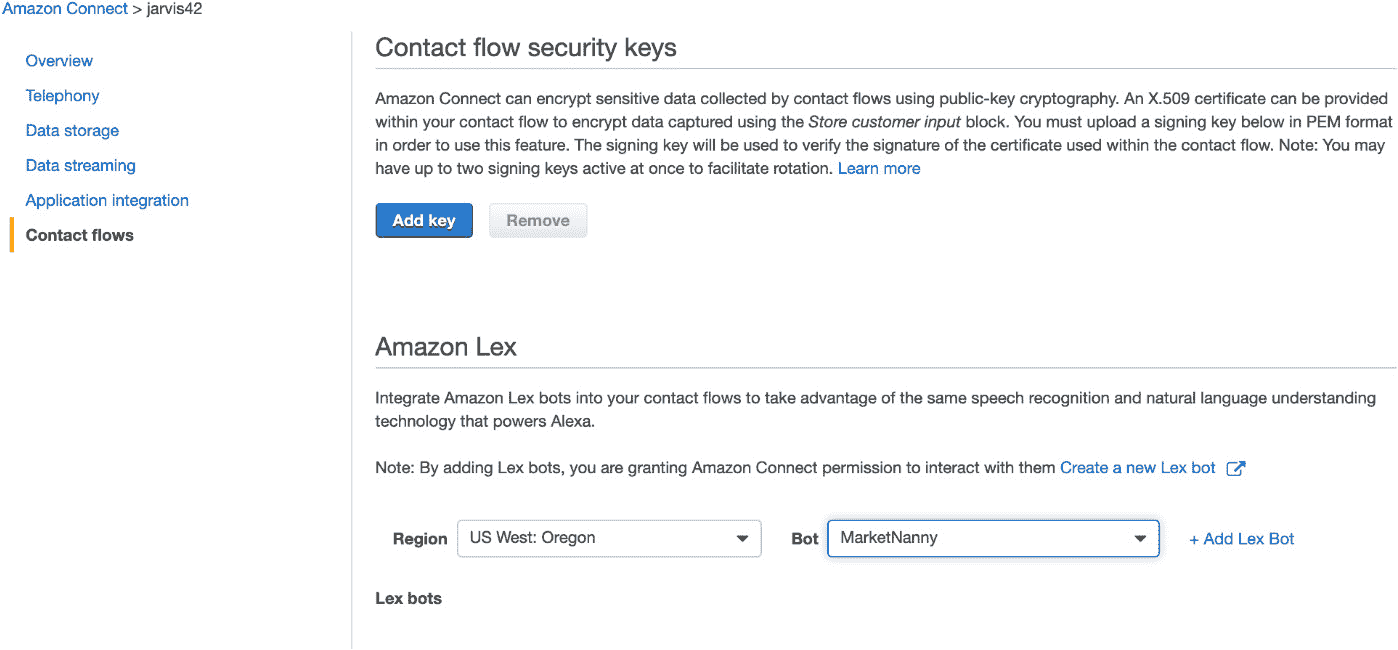 Amazon Connect > jarvis42
Overview
Telephony
Data storage
Data streaming
Application integration
Contact flows
Contact flow security keys
Amazon Connect can encrypt sensitive data collected by contact flows using public-key cryptography. An X.509 certificate can be provided
within your contact flow to encrypt data captured using the Store customer input block. You must upload a signing key below in PEM format
in order to use this feature. The signing key will be used to verify the signature of the certificate used within the contact flow. Note: You may
have up to two signing keys active at once to facilitate rotation. Learn more
Add key Remove
Amazon Lex
Integrate Amazon Lex bots into your contact flows to take advantage of the same speech recognition and natural language understanding
technology that powers Alexa.
Note: By adding Lex bots, you are granting Amazon Connect permission to interact with them Create a new Lex bot
Region US West: Oregon Bot MarketNanny + Add Lex Bot
Lex bots